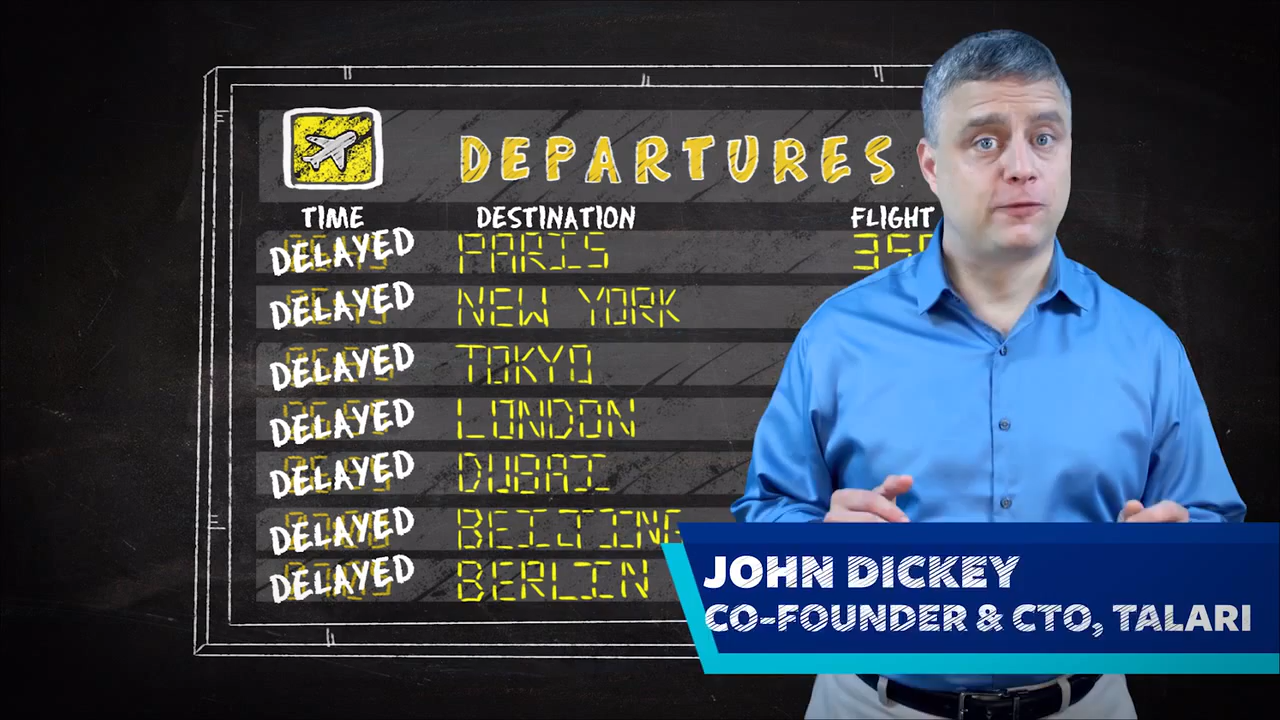 DEPARTURES
TIME DESTINATION FLIGHT
DELAYED PARIS
DELAYED NEW YORK
DELAYED TOKYO
DELAYED LONDON
DELAYED DUBAI
DELAYED BEIJING
DELAYED BERLIN
JOHN DICKEY
CO-FOUNDER & CTO, TALARI